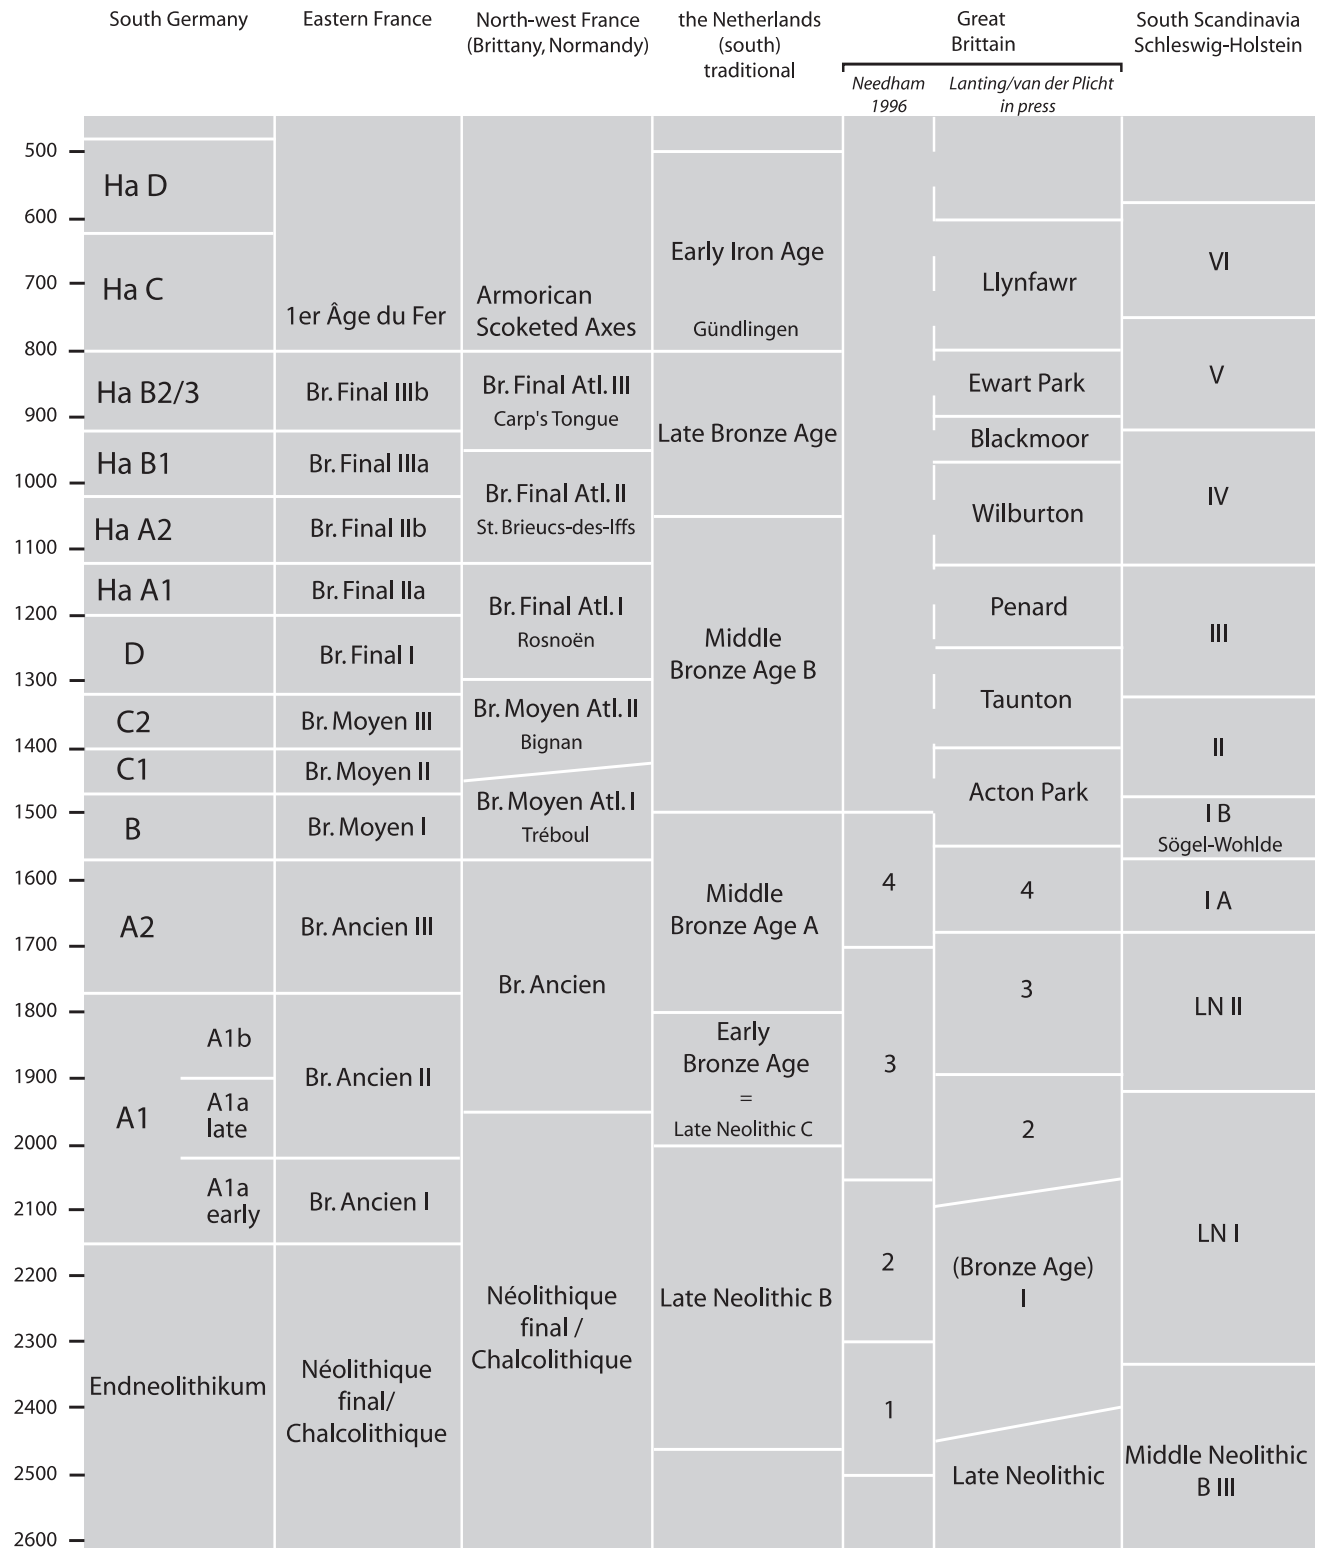 South Germany
Eastern France
North-west France
(Brittany, Normandy)
the Netherlands
(south)
traditional
Great
Brittain
South Scandinavia
Schleswig-Holstein
Needham
1996
Lanting/van der Plicht
in press
500
600
700
800
900
1000
1100
1200
1300
1400
1500
1600
1700
1800
1900
2000
2100
2200
2300
2400
2500
2600
Ha D
Ha C
Ha B2/3
Ha B1
Ha A2
Ha A1
D
C2
C1
B
A2
A1
A1b
A1a
late
A1a
early
Endneolithikum
1er Âge du Fer
Br. Final IIIb
Br. Final IIIa
Br. Final IIb
Br. Final IIa
Br. Final I
Br. Moyen III
Br. Moyen II
Br. Moyen I
Br. Ancien III
Br. Ancien II
Br. Ancien I
Néolithique
final/
Chalcolithique
Armorican
Scoketed Axes
Br. Final Atl. III
Carp's Tongue
Br. Final Atl. II
St. Brieucs-des-Iffs
Br. Final Atl. I
Rosnoën
Br. Moyen Atl. II
Bignan
Br. Moyen Atl. I
Tréboul
Br. Ancien
Néolithique
final /
Chalcolithique
Early Iron Age
Gündlingen
Late Bronze Age
Middle
Bronze Age B
Middle
Bronze Age A
Early
Bronze Age
=
Late Neolithic C
Late Neolithic B
4
3
2
1
Llynfawr
Ewart Park
Blackmoor
Wilburton
Penard
Taunton
Acton Park
4
3
2
(Bronze Age)
I
Late Neolithic
VI
V
IV
III
II
I B
Sögel-Wohlde
I A
LN II
LN I
Middle Neolithic
B III